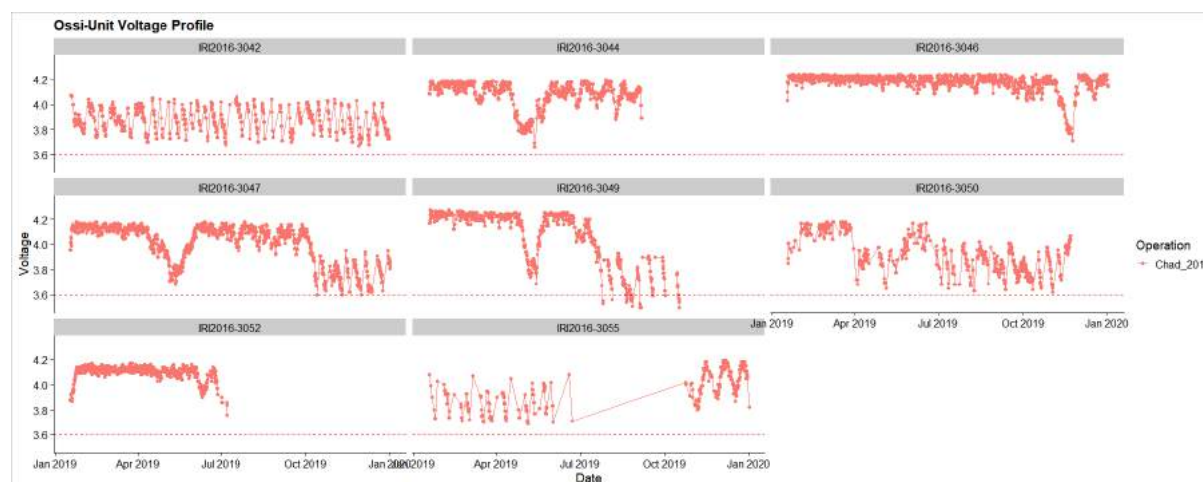 Ossi-Unit Voltage Profile
IRI2016-3042 IRI2016-3044 IRI2016-3046
4.2
4.0
3.8
3.6
IRI2016-3047 IRI2016-3049 IRI2016-3050
4.2
4.0
3.8
3.6
Voltage
Operation
Chad_201
Jan 2019 Apr 2019 Jul 2019 Oct 2019 Jan 2020
IRI2016-3052 IRI2016-3055
4.2
4.0
3.8
3.6
Jan 2019 Apr 2019 Jul 2019 Oct 2019 Jan 2020 Apr 2019 Jul 2019 Oct 2019 Jan 2020
Date